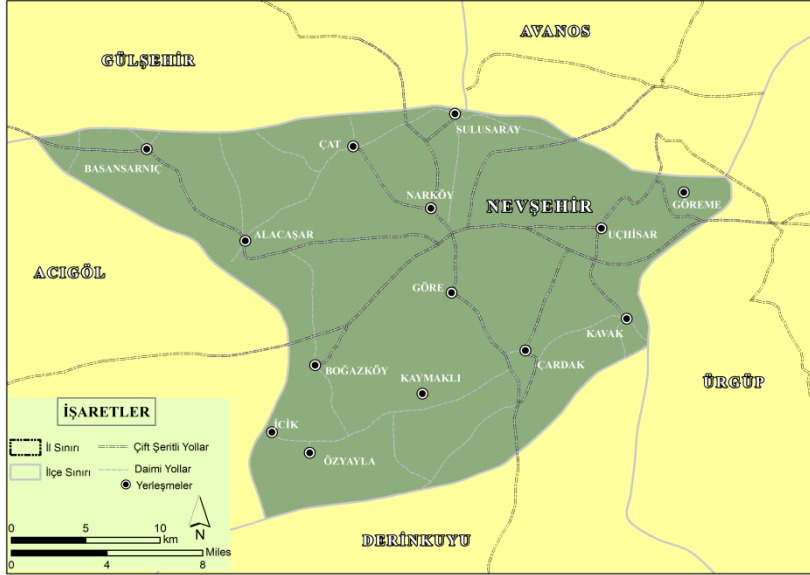 AVANOS
GÜLŞEHİR
SULUSARAY
ÇAT
BASANSARNIÇ
NARKÖY
NEVŞEHİR
GÖREME
UÇHİSAR
ALACAŞAR
ACIGÖL
GÖRE
KAVAK
BOĞAZKÖY
KAYMAKLI
ÇARDAK
ÜRGÜP
İCİK
ÖZYAYLA
DERİNKUYU
İŞARETLER
İl Sınırı
Çift Şeritli Yollar
İlçe Sınırı
Daimi Yollar
Yerleşmeler
N
0 5 10
km
Miles
0 4 8